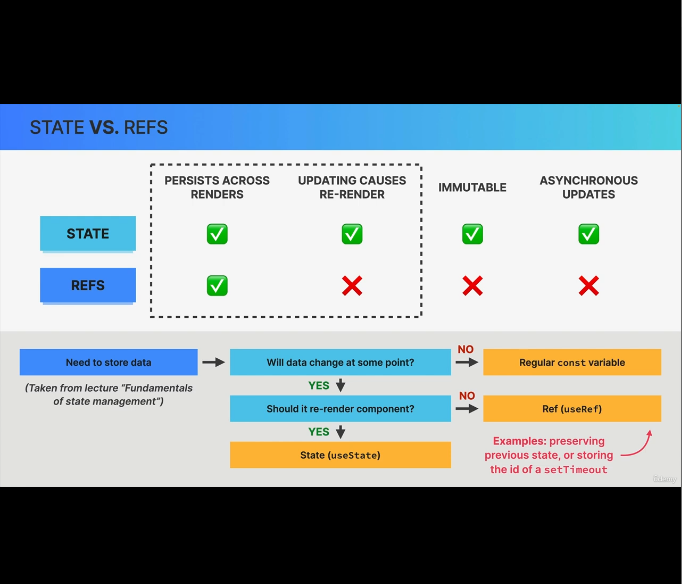 STATE VS. REFS
PERSISTS ACROSS
RENDERS
UPDATING CAUSES
RE-RENDER
IMMUTABLE
ASYNCHRONOUS
UPDATES
STATE
REFS
Need to store data
Will data change at some point?
NO
Regular const variable
(Taken from lecture "Fundamentals
of state management")
YES
Should it re-render component?
NO
Ref (useRef)
YES
State (useState)
Examples: preserving
previous state, or storing
the id of a setTimeout
Udemy